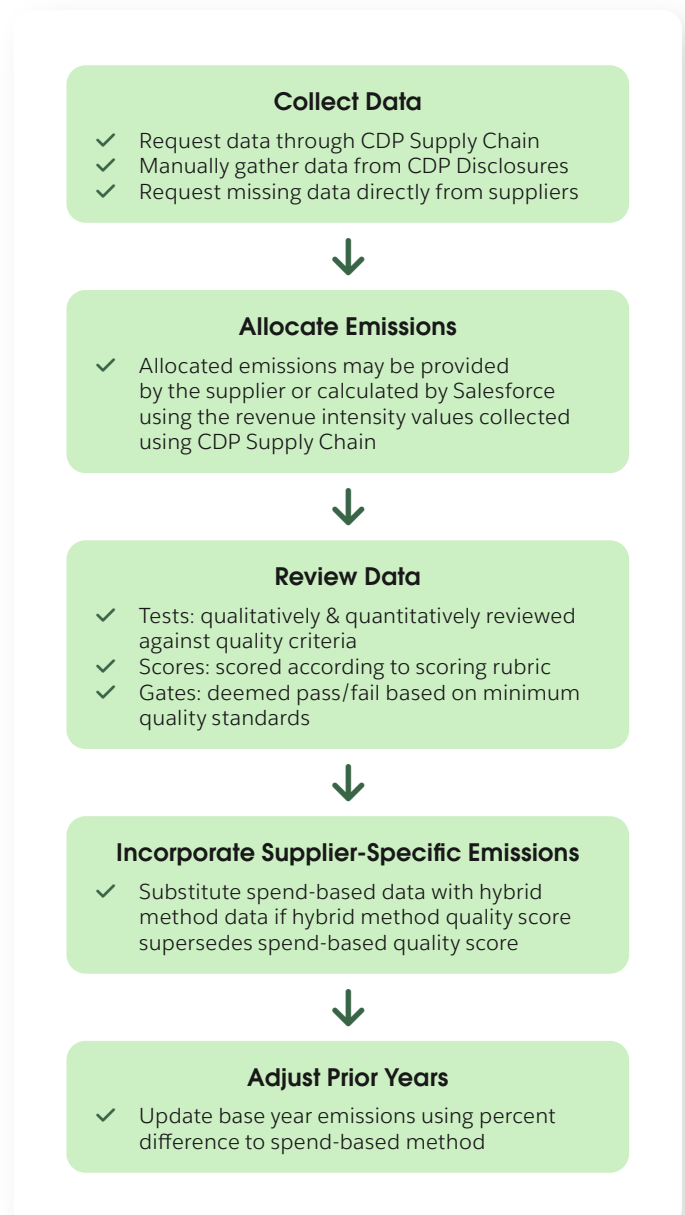 Collect Data
Request data through CDP Supply Chain
Manually gather data from CDP Disclosures
Request missing data directly from suppliers
Allocate Emissions
Allocated emissions may be provided
by the supplier or calculated by Salesforce
using the revenue intensity values collected
using CDP Supply Chain
Review Data
Tests: qualitatively & quantitatively reviewed
against quality criteria
Scores: scored according to scoring rubric
Gates: deemed pass/fail based on minimum
quality standards
Incorporate Supplier-Specific Emissions
Substitute spend-based data with hybrid
method data if hybrid method quality score
supersedes spend-based quality score
Adjust Prior Years
Update base year emissions using percent
difference to spend-based method